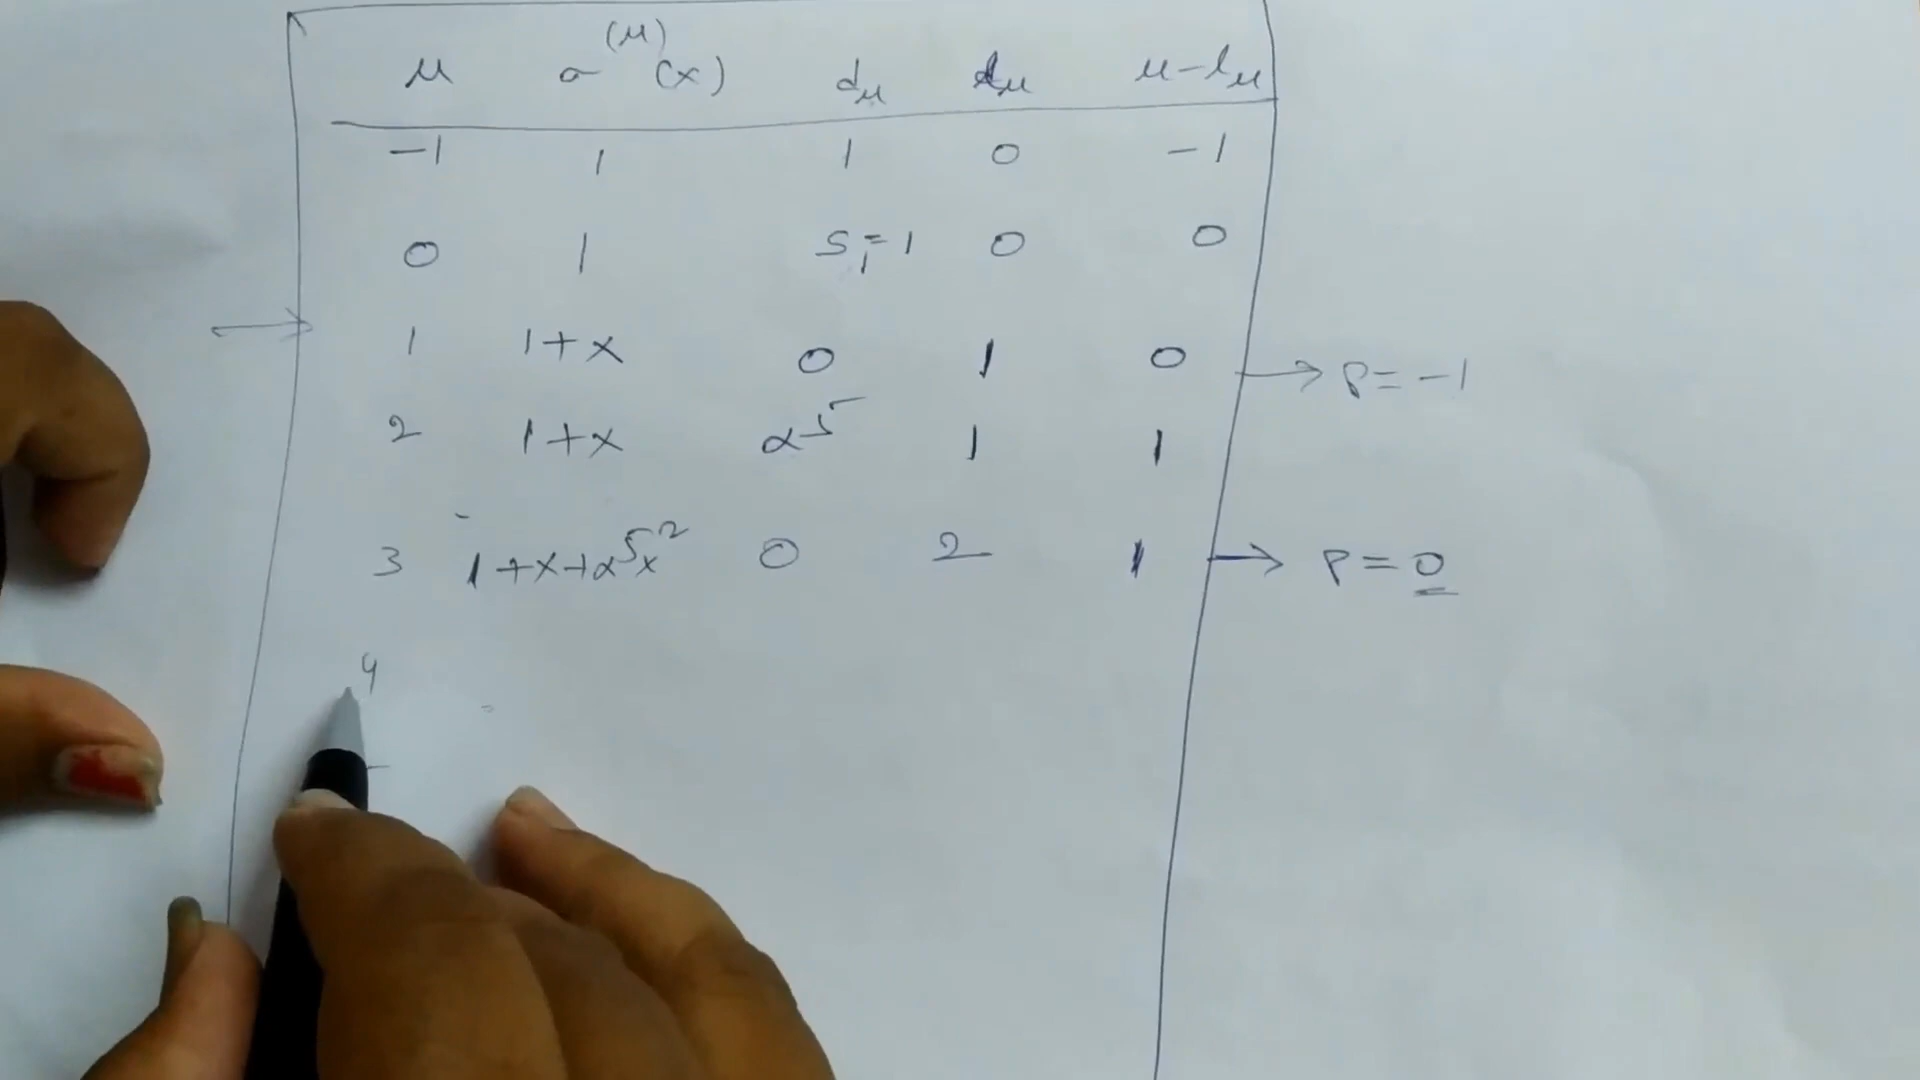 μ σ^(μ)(x) d_μ l_μ μ-l_μ
-1 1 1 0 -1
0 1 S_1=1 0 0
1 1+x 0 1 0 → ρ=-1
2 1+x α^5 1 1
3 1+x+α^5x^2 0 2 1 → ρ=0
4